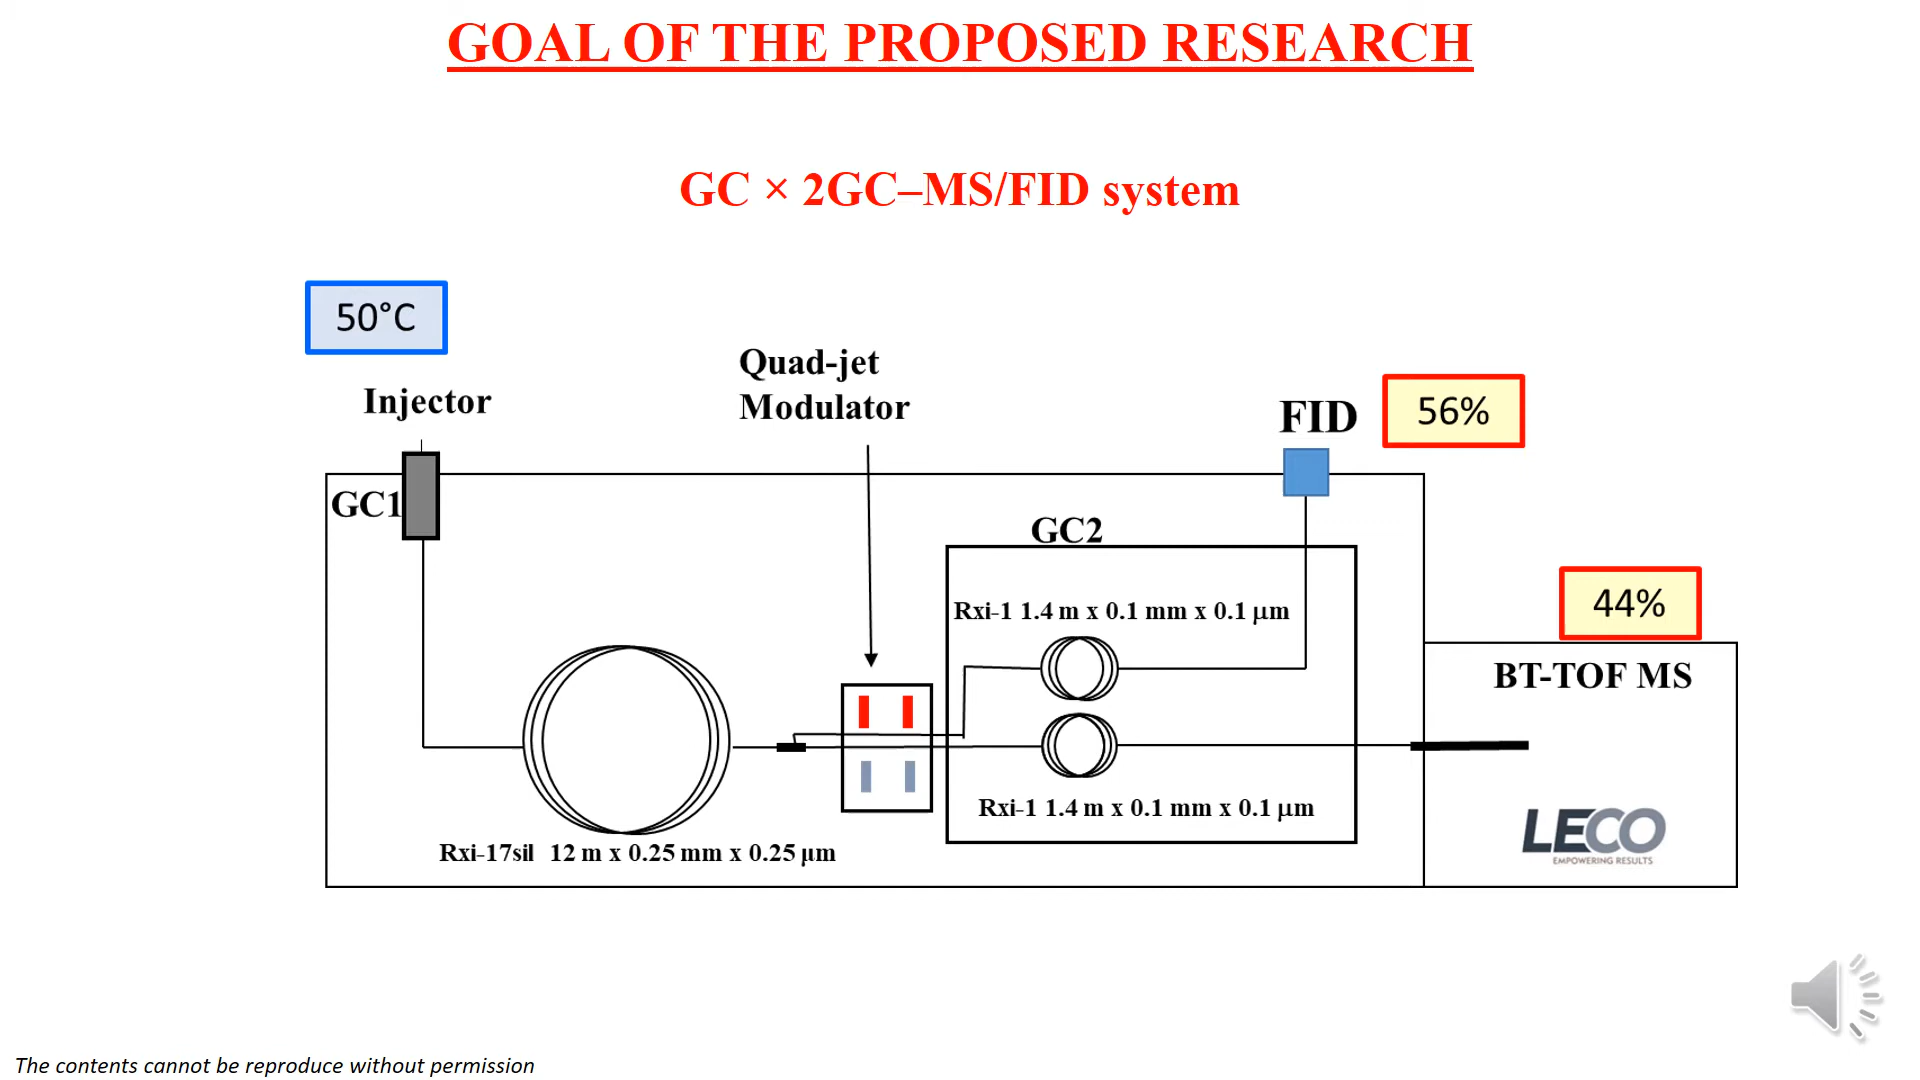 GOAL OF THE PROPOSED RESEARCH
GC × 2GC–MS/FID system
50°C
Injector
Quad-jet
Modulator
FID
56%
GC1
GC2
Rxi-1 1.4 m x 0.1 mm x 0.1 µm
44%
BT-TOF MS
Rxi-1 1.4 m x 0.1 mm x 0.1 µm
Rxi-17sil 12 m x 0.25 mm x 0.25 µm
LECO
EMPOWERING RESULTS
The contents cannot be reproduce without permission